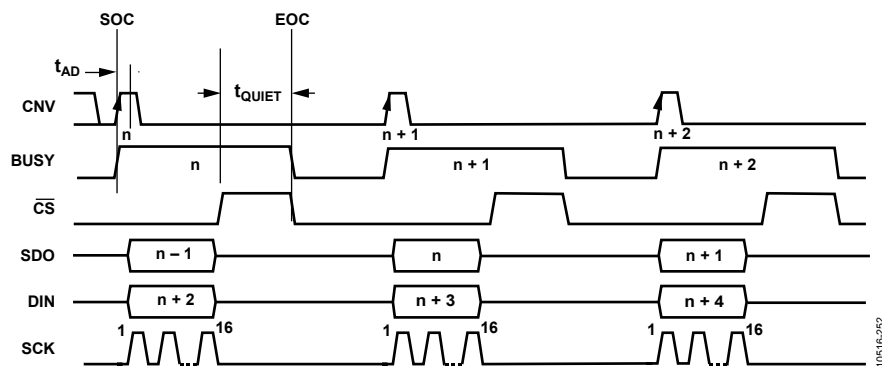 SOC EOC
tAD
tQUIET
CNV
n n + 1 n + 2
BUSY n n + 1 n + 2
CS
SDO n – 1 n n + 1
DIN n + 2 n + 3 n + 4
1 16 1 16 1 16
SCK
10516-252